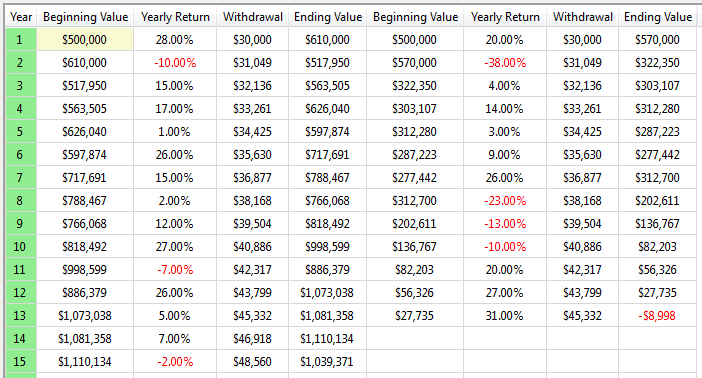 Year Beginning Value Yearly Return Withdrawal Ending Value Beginning Value Yearly Return Withdrawal Ending Value
1 $500,000 28.00% $30,000 $610,000 $500,000 20.00% $30,000 $570,000
2 $610,000 -10.00% $31,049 $517,950 $570,000 -38.00% $31,049 $322,350
3 $517,950 15.00% $32,136 $563,505 $322,350 4.00% $32,136 $303,107
4 $563,505 17.00% $33,261 $626,040 $303,107 14.00% $33,261 $312,280
5 $626,040 1.00% $34,425 $597,874 $312,280 3.00% $34,425 $287,223
6 $597,874 26.00% $35,630 $717,691 $287,223 9.00% $35,630 $277,442
7 $717,691 15.00% $36,877 $788,467 $277,442 26.00% $36,877 $312,700
8 $788,467 2.00% $38,168 $766,068 $312,700 -23.00% $38,168 $202,611
9 $766,068 12.00% $39,504 $818,492 $202,611 -13.00% $39,504 $136,767
10 $818,492 27.00% $40,886 $998,599 $136,767 -10.00% $40,886 $82,203
11 $998,599 -7.00% $42,317 $886,379 $82,203 20.00% $42,317 $56,326
12 $886,379 26.00% $43,799 $1,073,038 $56,326 27.00% $43,799 $27,735
13 $1,073,038 5.00% $45,332 $1,081,358 $27,735 31.00% $45,332 -$8,998
14 $1,081,358 7.00% $46,918 $1,110,134
15 $1,110,134 -2.00% $48,560 $1,039,371